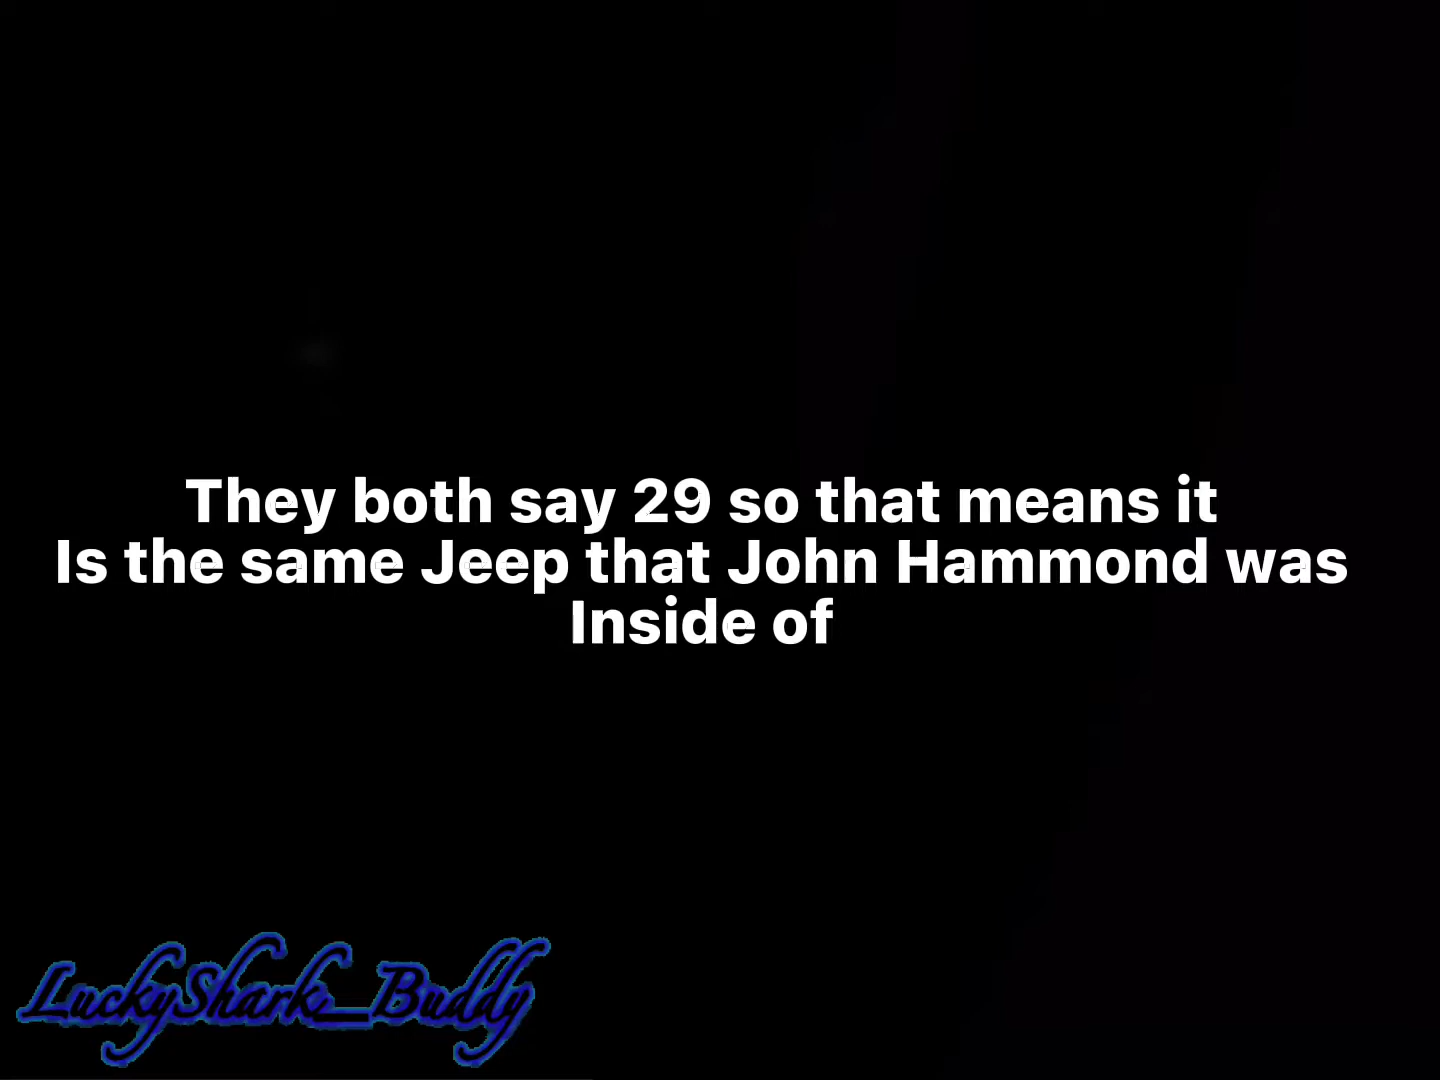 They both say 29 so that means it
Is the same Jeep that John Hammond was
Inside of
LuckySharks_Buddy